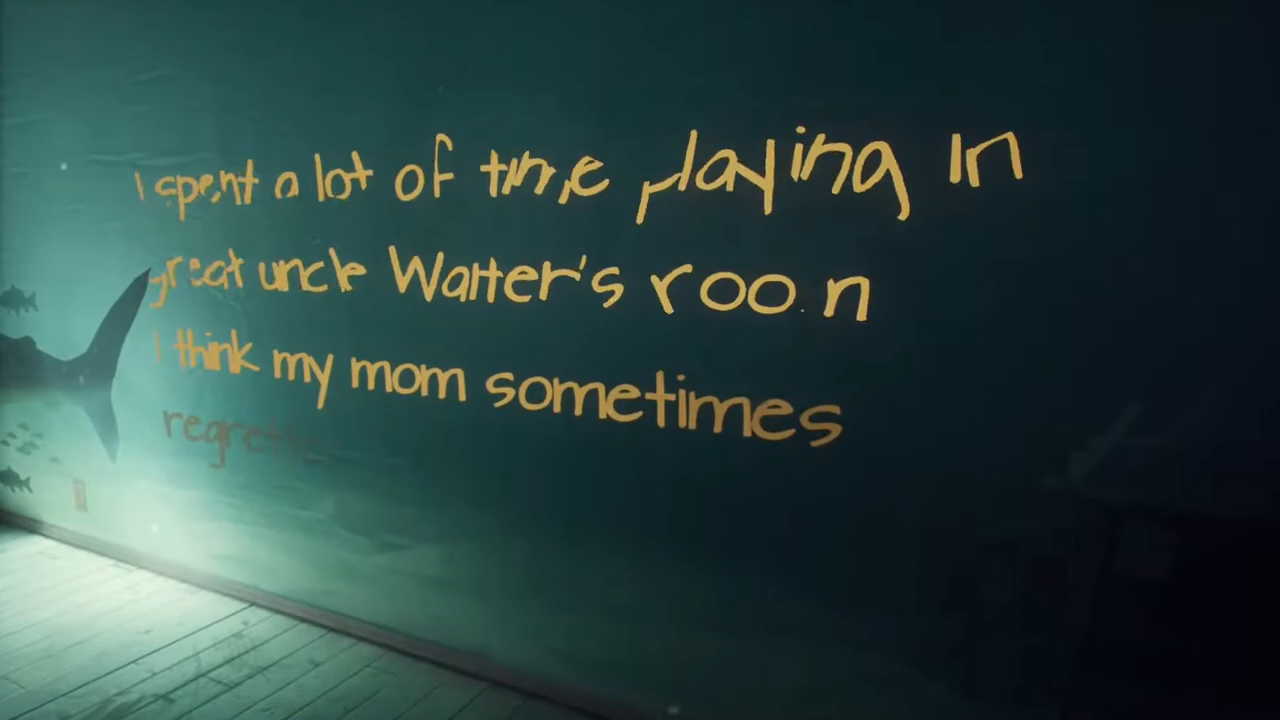 I spent a lot of time playing in
great uncle Walter's room
I think my mom sometimes